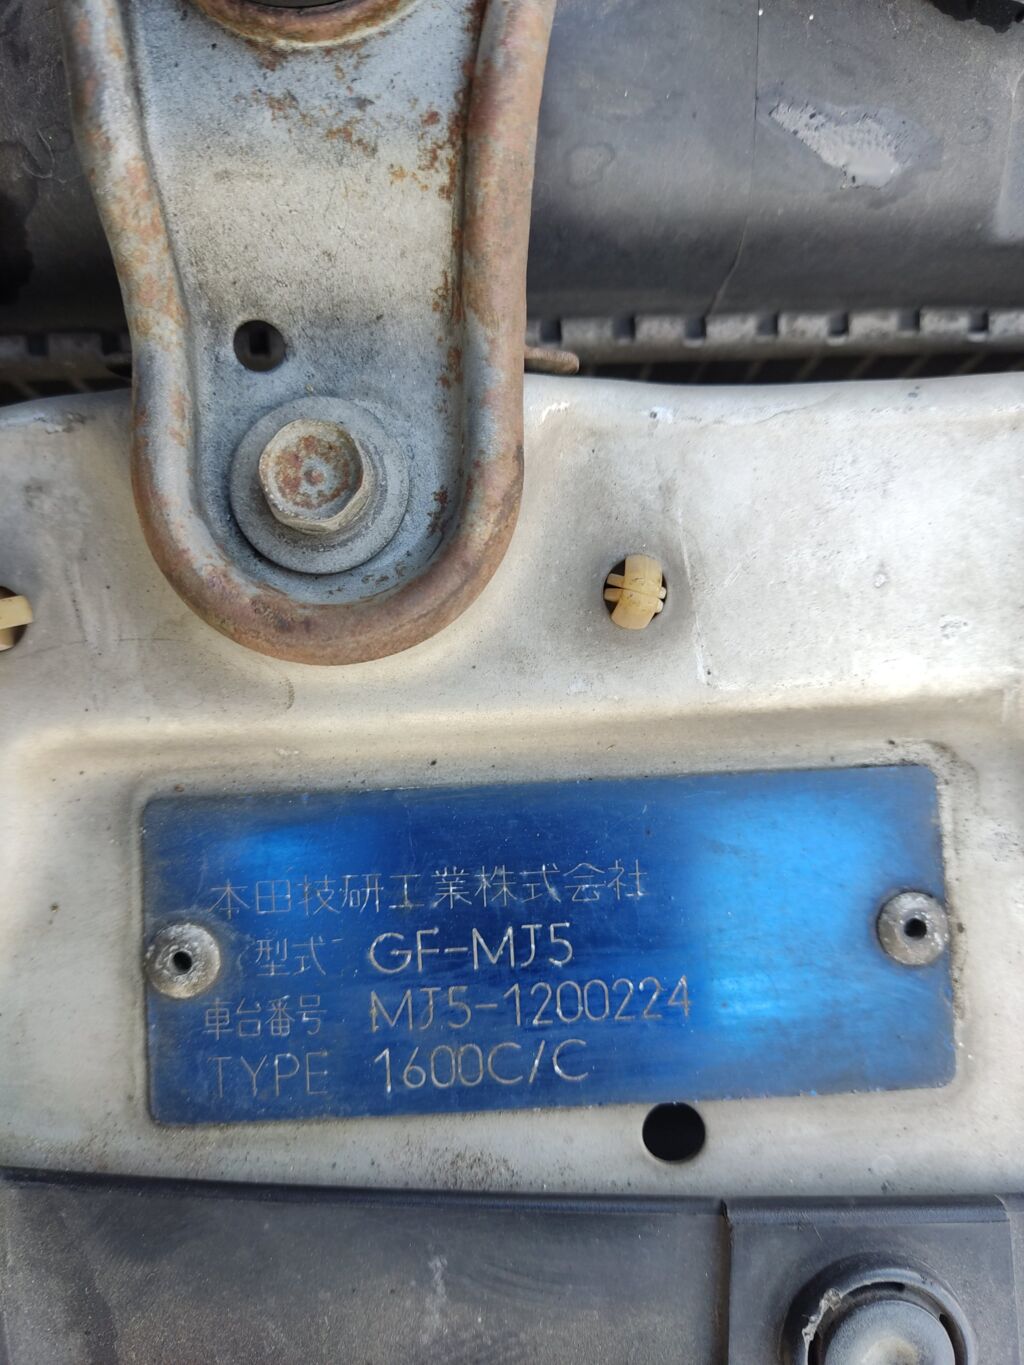 本田技研工業株式会社
型式 GF-MJ5
車台番号 MJ5-1200224
TYPE 1600C/C